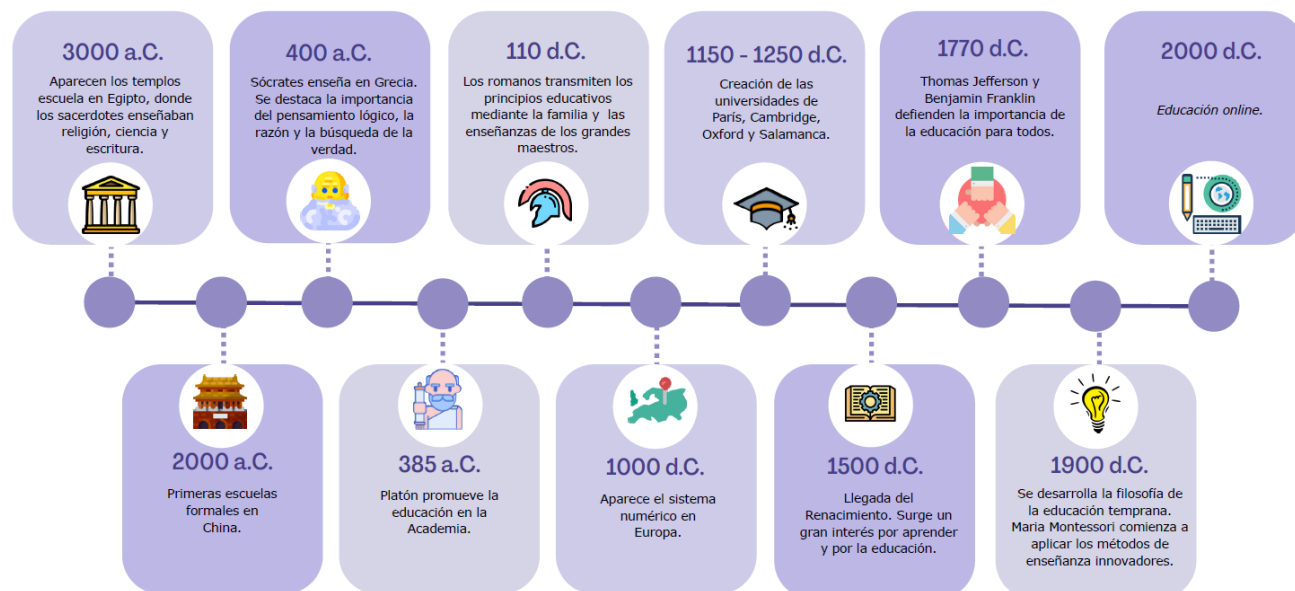 3000 a.C.
Aparecen los templos
escuela en Egipto, donde
los sacerdotes enseñaban
religión, ciencia y
escritura.
400 a.C.
Sócrates enseña en Grecia.
Se destaca la importancia
del pensamiento lógico, la
razón y la búsqueda de la
verdad.
110 d.C.
Los romanos transmiten los
principios educativos
mediante la familia y las
enseñanzas de los grandes
maestros.
1150 - 1250 d.C.
Creación de las
universidades de
París, Cambridge,
Oxford y Salamanca.
1770 d.C.
Thomas Jefferson y
Benjamin Franklin
defienden la importancia de
la educación para todos.
2000 d.C.
Educación online.
2000 a.C.
Primeras escuelas
formales en
China.
385 a.C.
Platón promueve la
educación en la
Academia.
1000 d.C.
Aparece el sistema
numérico en
Europa.
1500 d.C.
Llegada del
Renacimiento. Surge un
gran interés por aprender
y por la educación.
1900 d.C.
Se desarrolla la filosofía de
la educación temprana.
Maria Montessori comienza a
aplicar los métodos de
enseñanza innovadores.